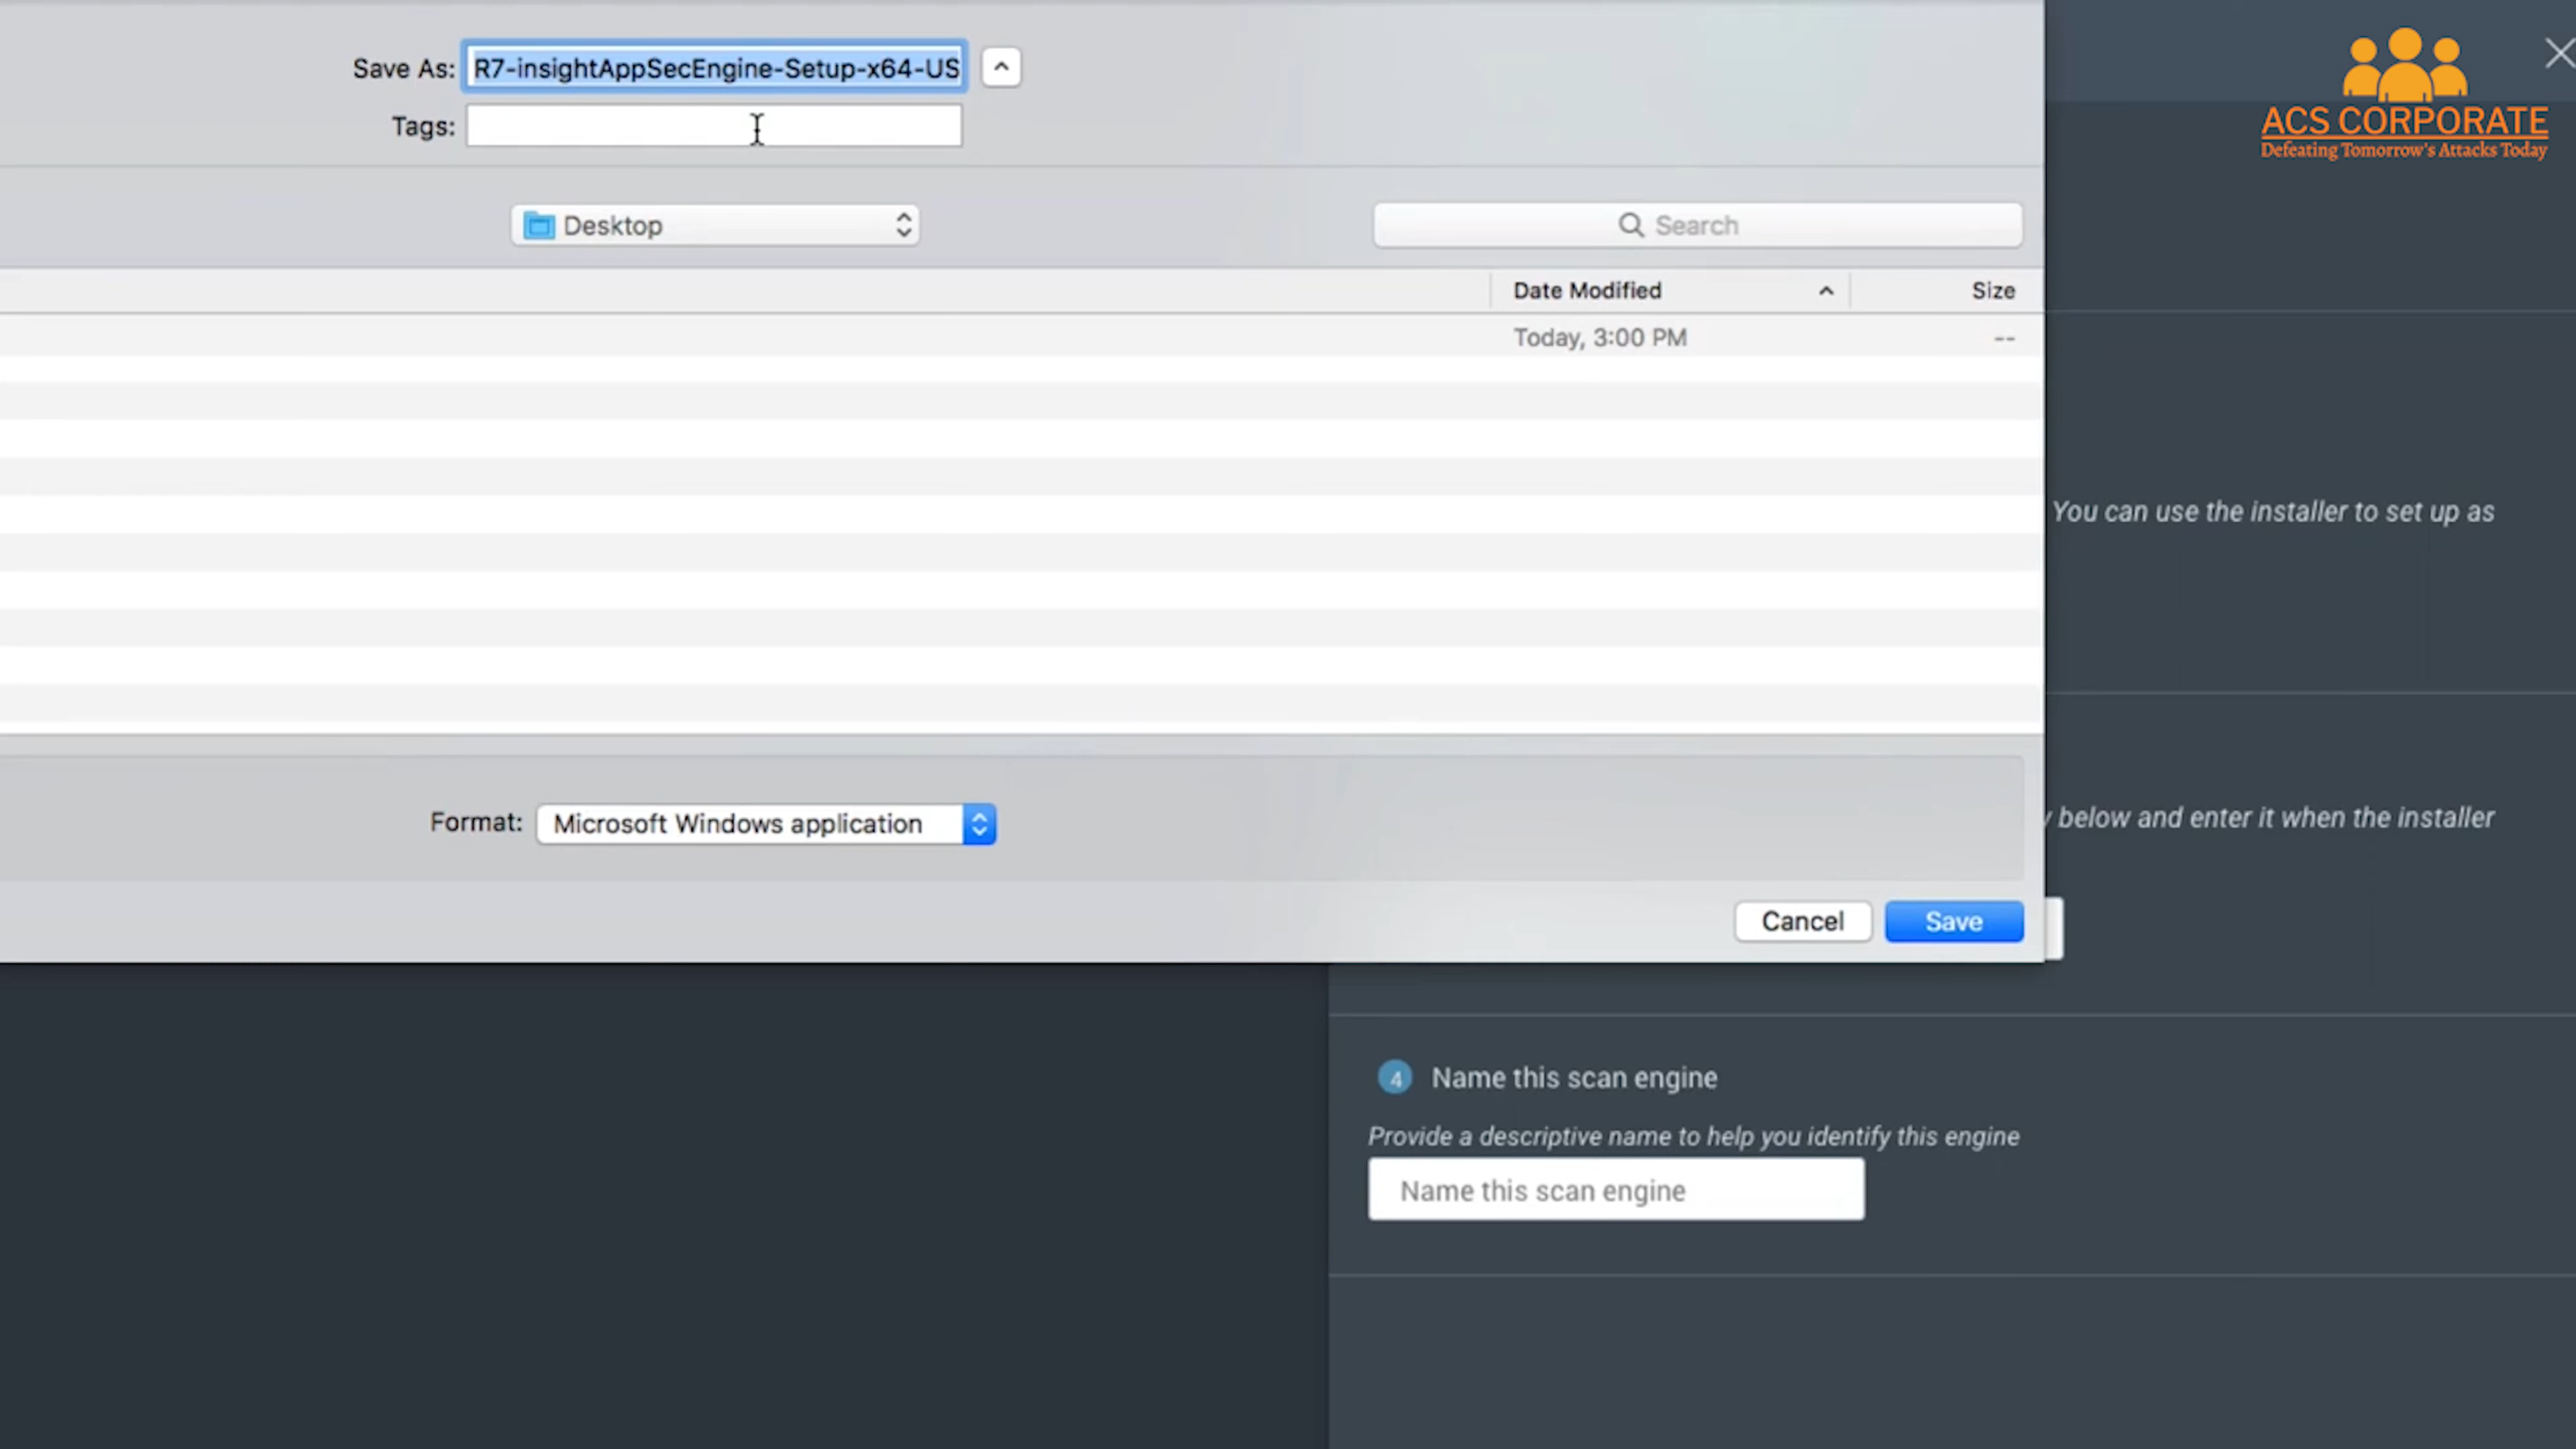 Save As: R7-insightAppSecEngine-Setup-x64-US
Tags:
ACS CORPORATE
Defeating Tomorrow's Attacks Today
Desktop
Search
Date Modified Size
Today, 3:00 PM --
You can use the installer to set up as
below and enter it when the installer
Format: Microsoft Windows application
Cancel Save
4 Name this scan engine
Provide a descriptive name to help you identify this engine
Name this scan engine